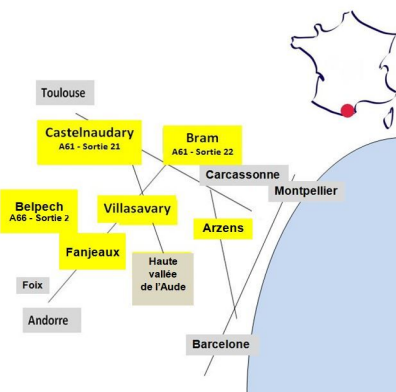 Toulouse
Castelnaudary
A61 - Sortie 21
Bram
A61 - Sortie 22
Carcassonne
Montpellier
Belpech
A66 - Sortie 2
Villasavary
Arzens
Fanjeaux
Haute
vallée
de l'Aude
Foix
Andorre
Barcelone